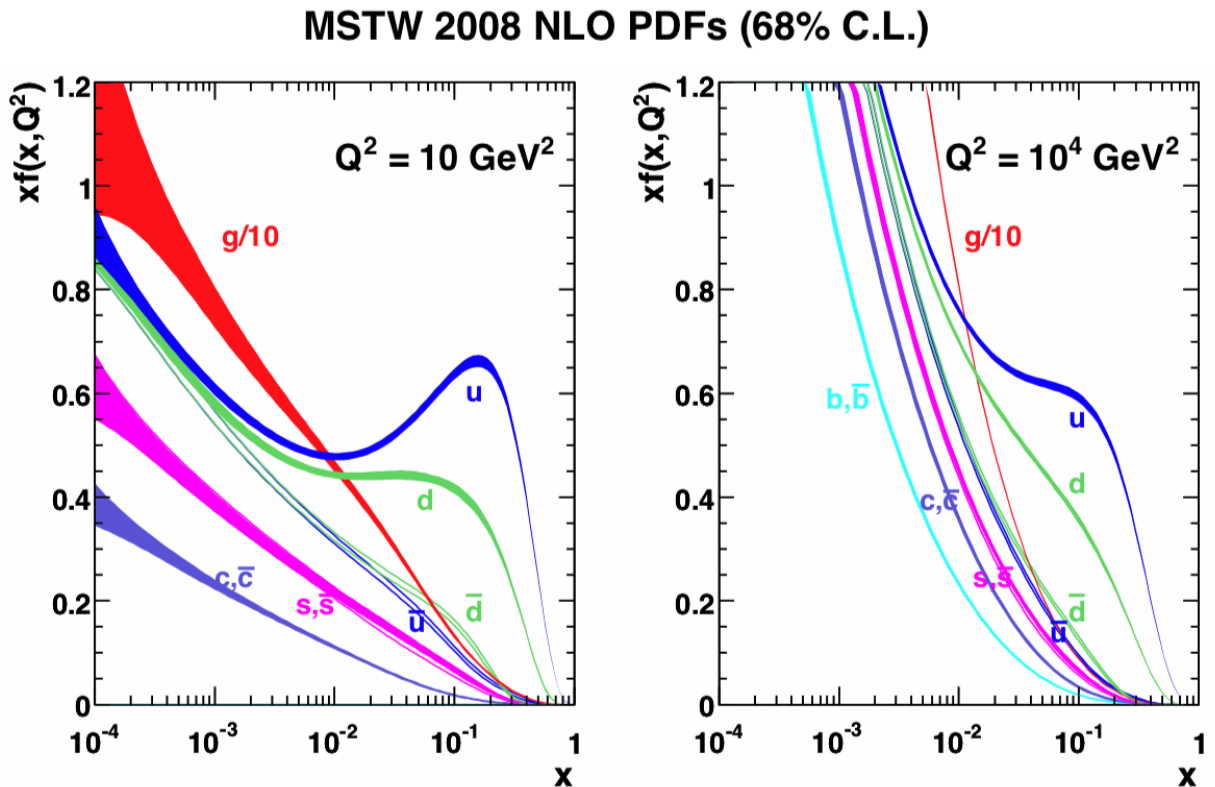 MSTW 2008 NLO PDFs (68% C.L.)
xf(x,Q²)
1.2
1
0.8
0.6
0.4
0.2
0
Q² = 10 GeV²
g/10
u
d
c,c̅
s,s̅
u̅
d̅
10⁻⁴
10⁻³
10⁻²
10⁻¹
1
x
xf(x,Q²)
1.2
1
0.8
0.6
0.4
0.2
0
Q² = 10⁴ GeV²
g/10
b,b̅
u
d
c,c̅
s,s̅
d̅
u̅
10⁻⁴
10⁻³
10⁻²
10⁻¹
1
x